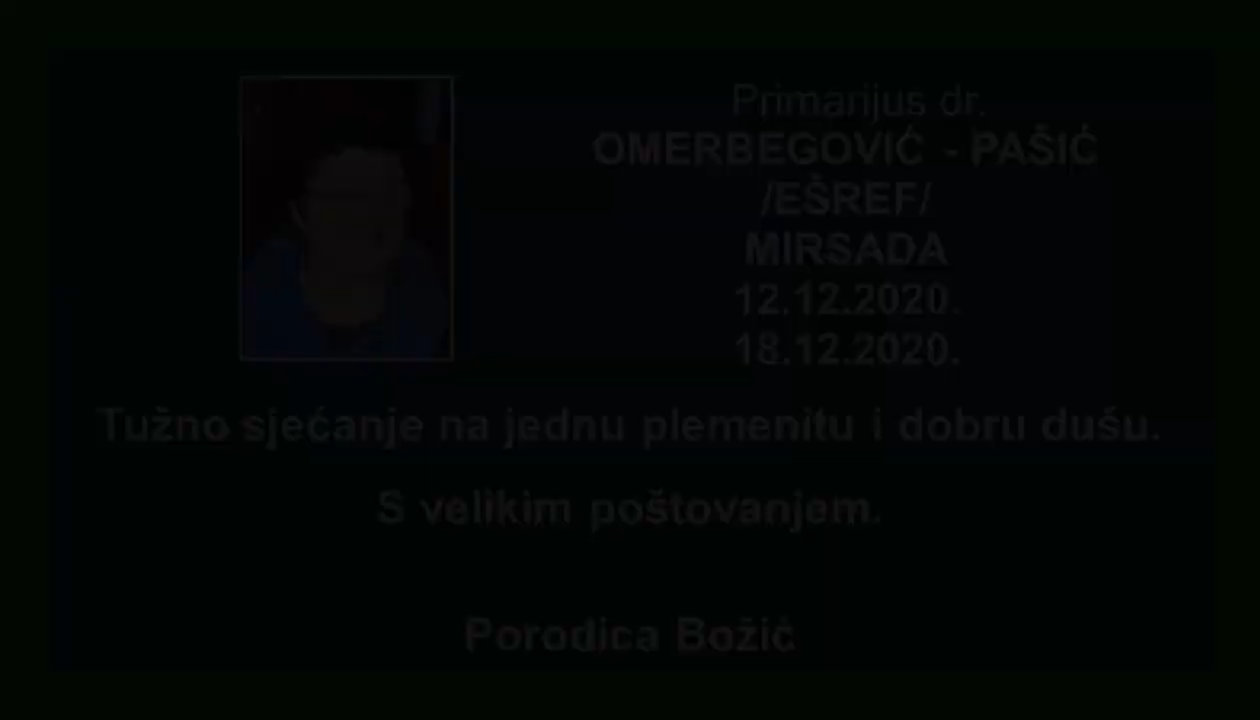 Primarijus dr.
OMERBEGOVIĆ - PAŠIĆ
/EŠREF/
MIRSADA
12.12.2020.
18.12.2020.
Tužno sjećanje na jednu plemenitu i dobru dušu.
S velikim poštovanjem.
Porodica Božić